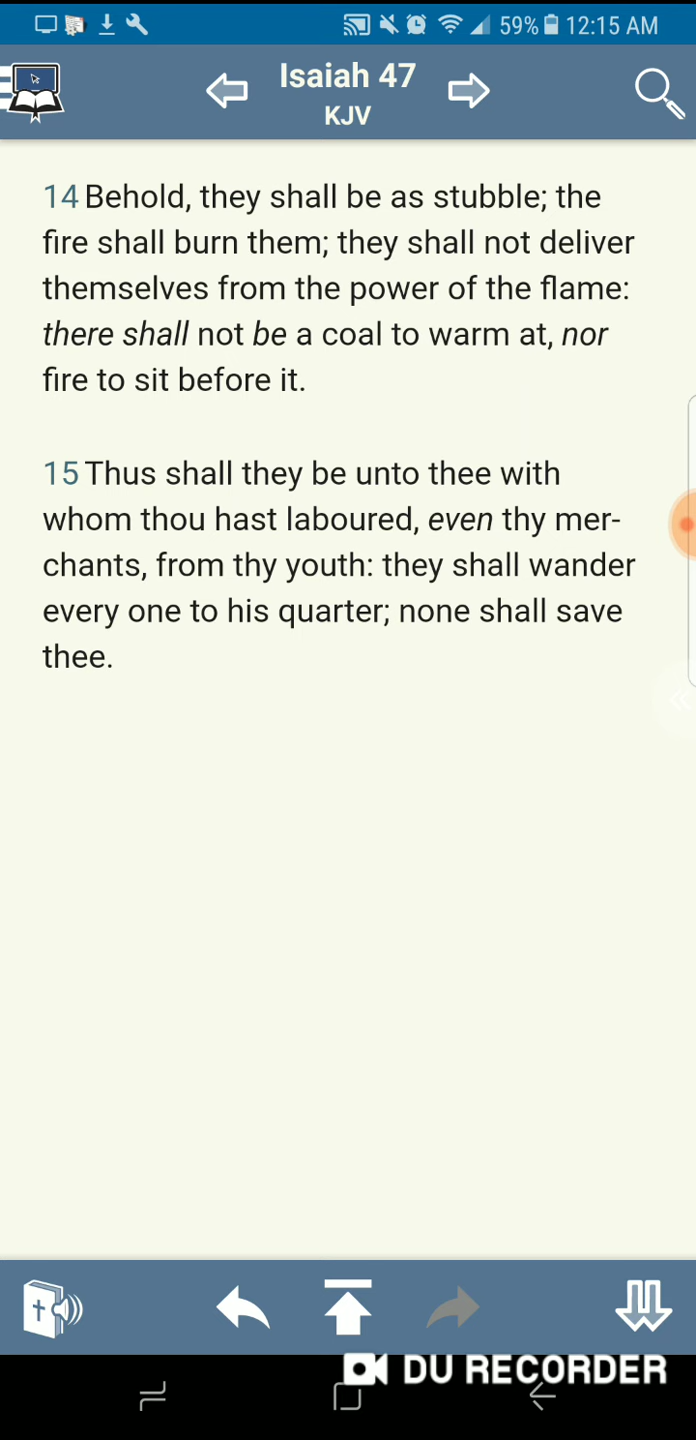 59% 12:15 AM
Isaiah 47
KJV
14 Behold, they shall be as stubble; the
fire shall burn them; they shall not deliver
themselves from the power of the flame:
there shall not be a coal to warm at, nor
fire to sit before it.
15 Thus shall they be unto thee with
whom thou hast laboured, even thy mer-
chants, from thy youth: they shall wander
every one to his quarter; none shall save
thee.
DU RECORDER